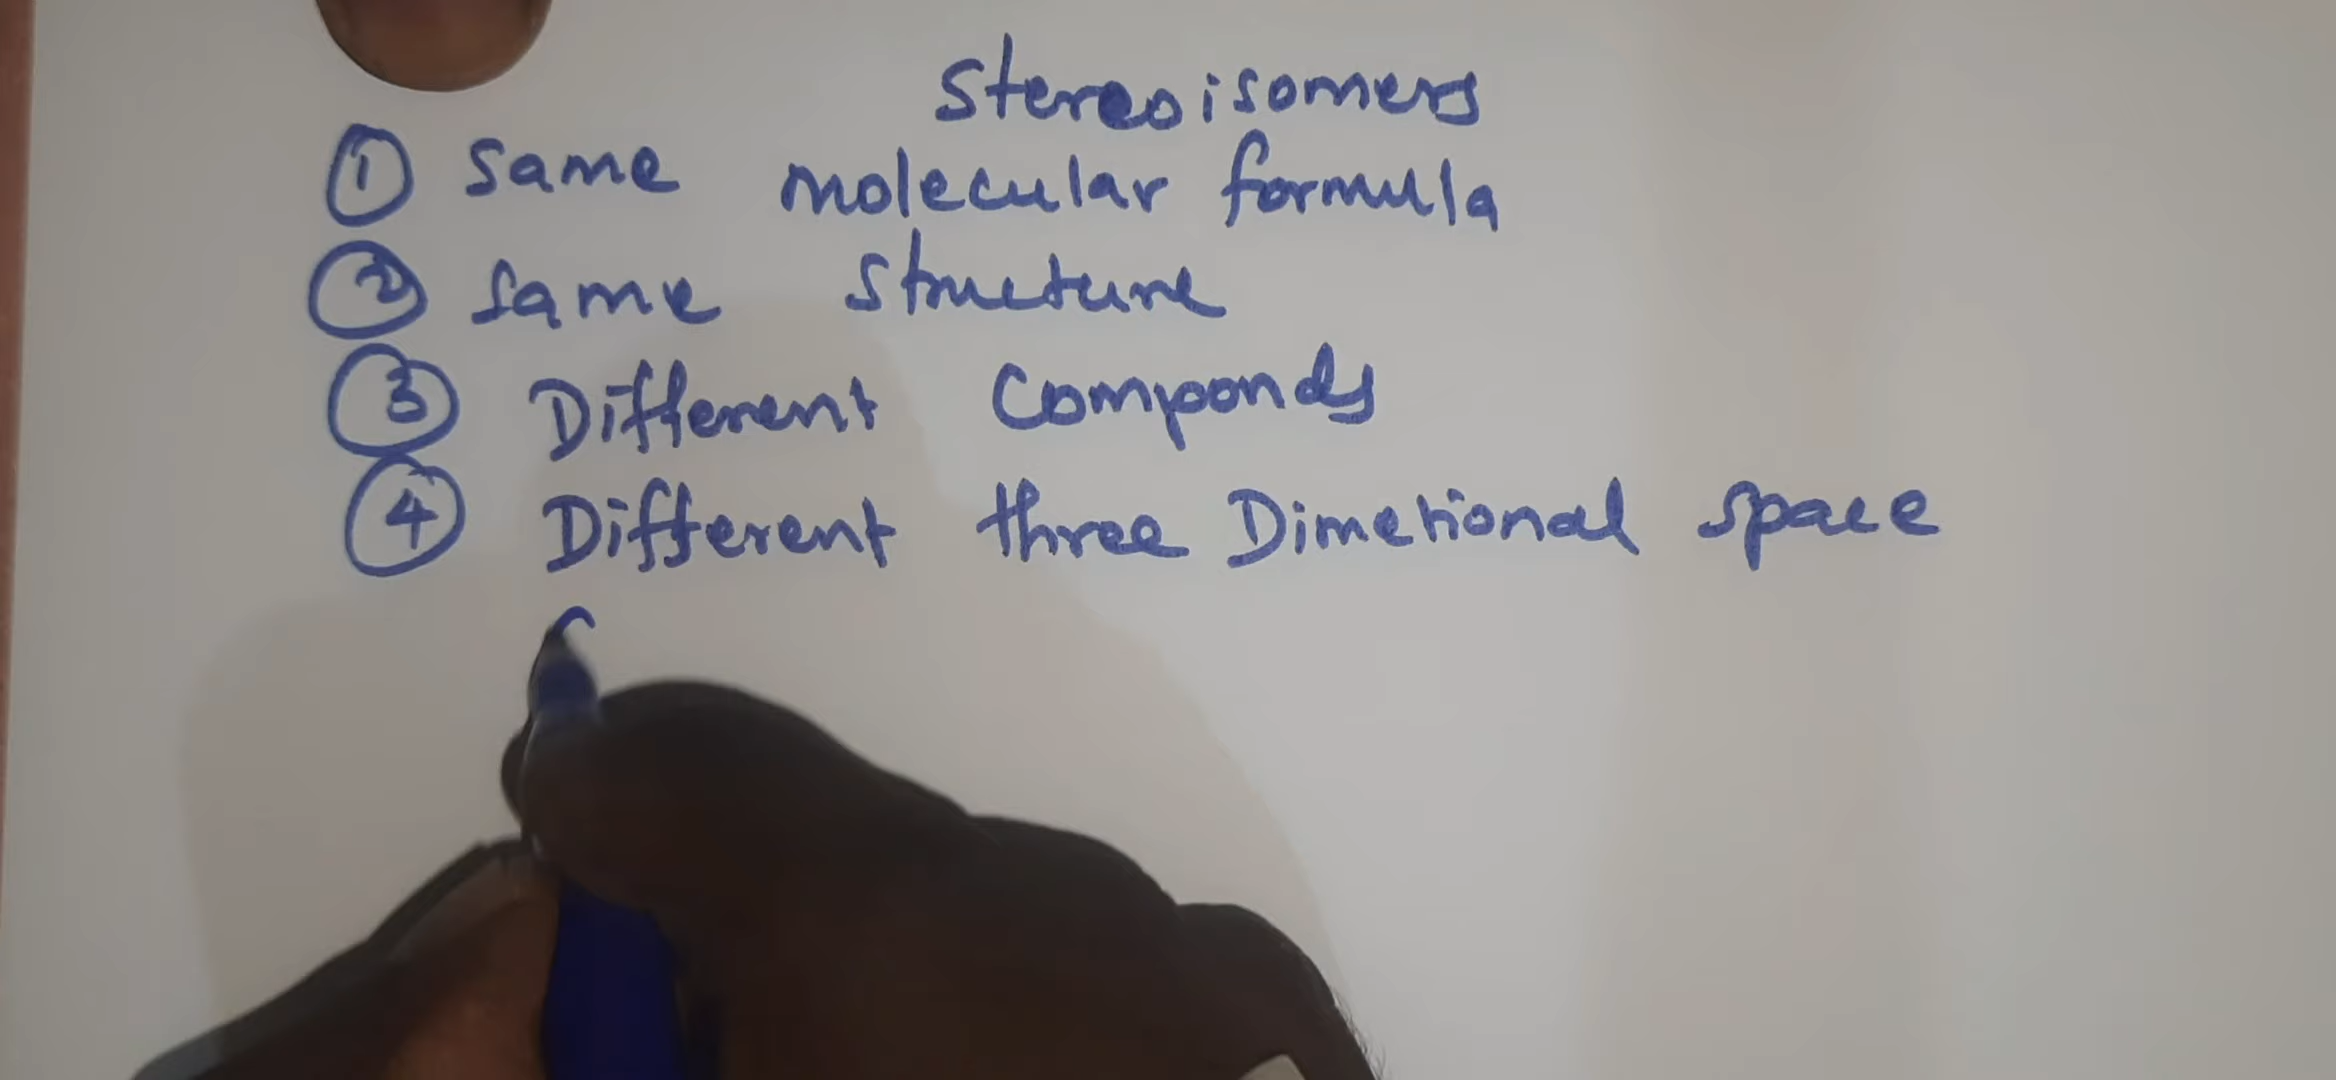 Stereoisomers
① Same molecular formula
② Same structure
③ Different Componds
④ Different three Dimetional space